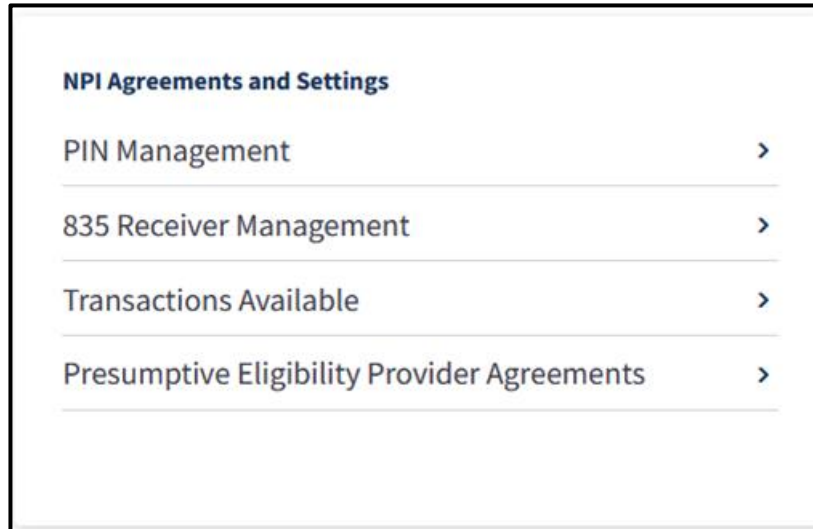 NPI Agreements and Settings
PIN Management
835 Receiver Management
Transactions Available
Presumptive Eligibility Provider Agreements